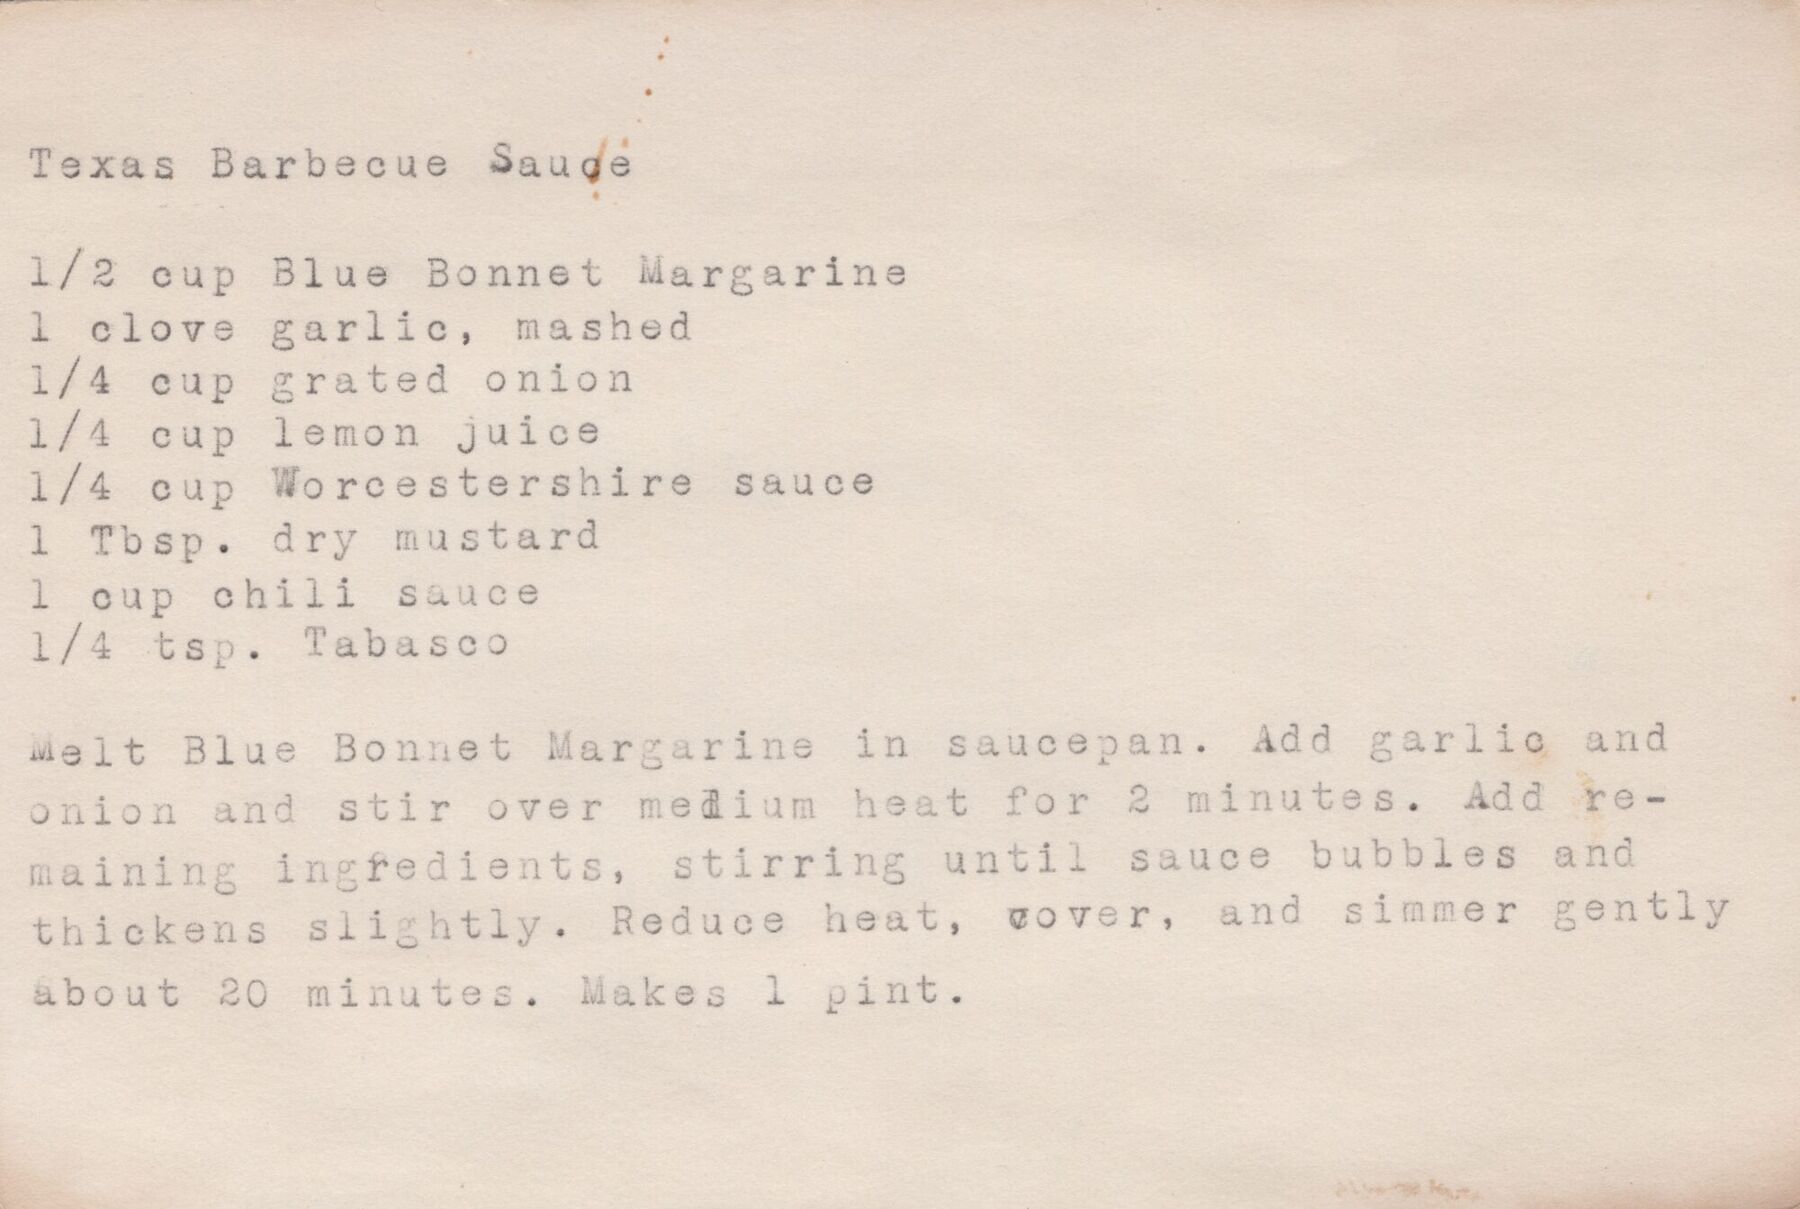 Texas Barbecue Sauce
1/2 cup Blue Bonnet Margarine
1 clove garlic, mashed
1/4 cup grated onion
1/4 cup lemon juice
1/4 cup Worcestershire sauce
1 Tbsp. dry mustard
1 cup chili sauce
1/4 tsp. Tabasco
Melt Blue Bonnet Margarine in saucepan. Add garlic and
onion and stir over medium heat for 2 minutes. Add re-
maining ingredients, stirring until sauce bubbles and
thickens slightly. Reduce heat, cover, and simmer gently
about 20 minutes. Makes 1 pint.